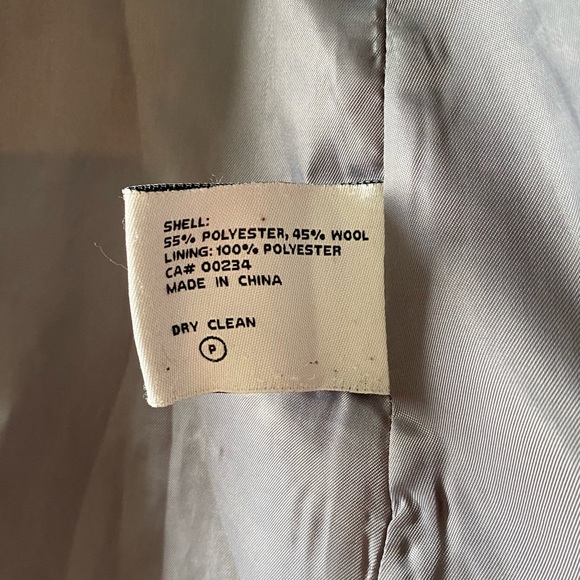 SHELL:
55% POLYESTER, 45% WOOL
LINING: 100% POLYESTER
CA# 00234
MADE IN CHINA
DRY CLEAN
P